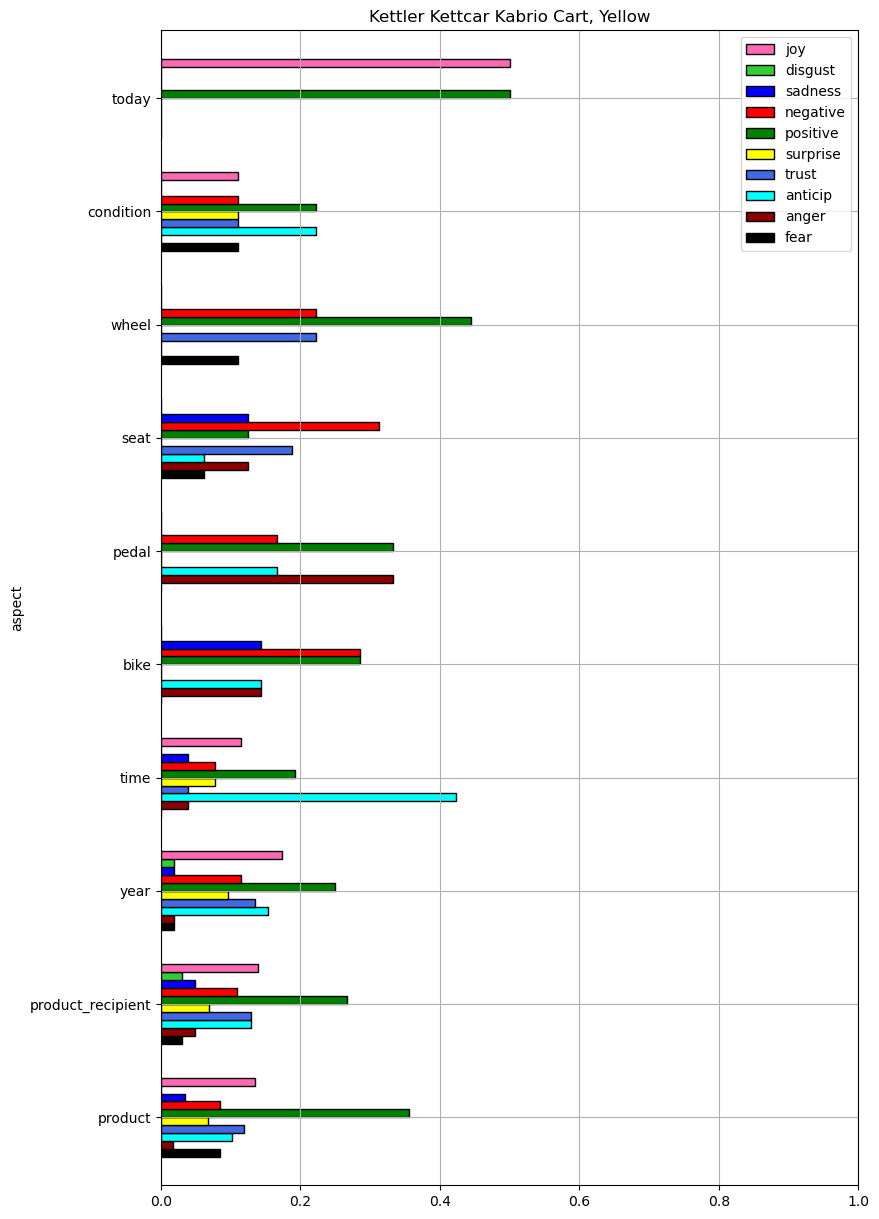 Kettler Kettcar Kabrio Cart, Yellow
joy
disgust
sadness
negative
positive
surprise
trust
anticip
anger
fear
today
condition
wheel
seat
pedal
bike
time
year
product_recipient
product
aspect
0.0 0.2 0.4 0.6 0.8 1.0